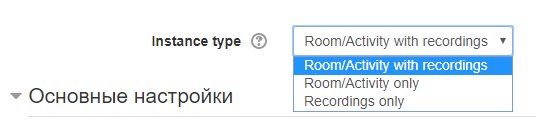 Instance type Room/Activity with recordings
Room/Activity with recordings
Room/Activity only
Recordings only
Основные настройки